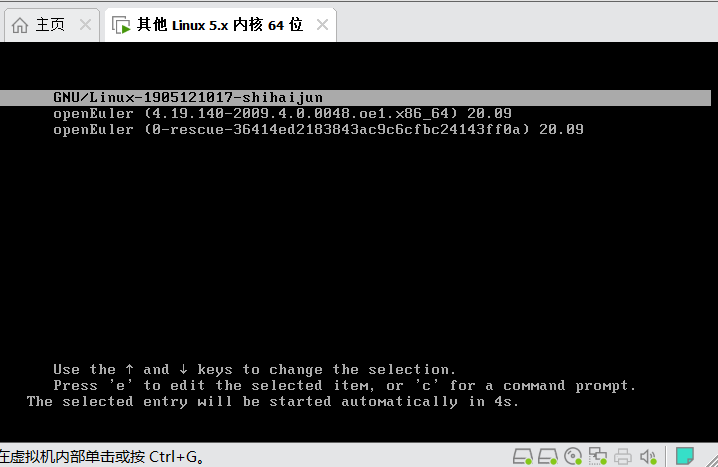 主页
其他 Linux 5.x 内核 64 位
GNU/Linux-1905121017-shihaijun
openEuler (4.19.140-2009.4.0.0048.oe1.x86_64) 20.09
openEuler (0-rescue-36414ed2183843ac9c6cfbc24143ff0a) 20.09
Use the ↑ and ↓ keys to change the selection.
Press 'e' to edit the selected item, or 'c' for a command prompt.
The selected entry will be started automatically in 4s.
在虚拟机内部单击或按 Ctrl+G。